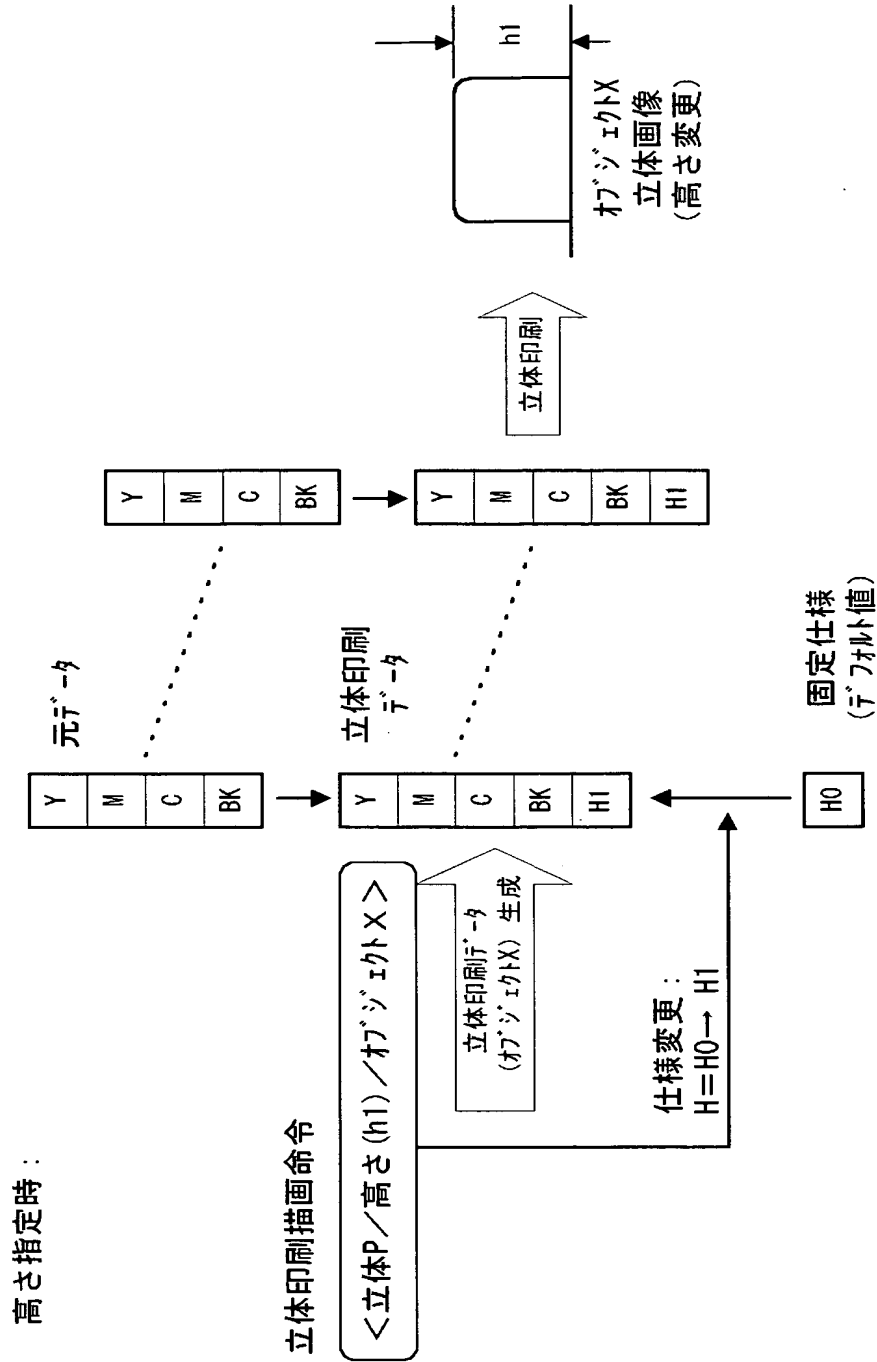 高さ指定時:
立体印刷描画命令
<立体P/高さ(h1)/オブジェクトX>
立体印刷データ
(オブジェクトX) 生成
仕様変更:
H=H0→ H1
元データ
Y
M
C
BK
立体印刷
データ
Y
M
C
BK
H1
H0
固定仕様
(デフォルト値)
Y
M
C
BK
Y
M
C
BK
H1
立体印刷
h1
オブジェクトX
立体画像
(高さ変更)